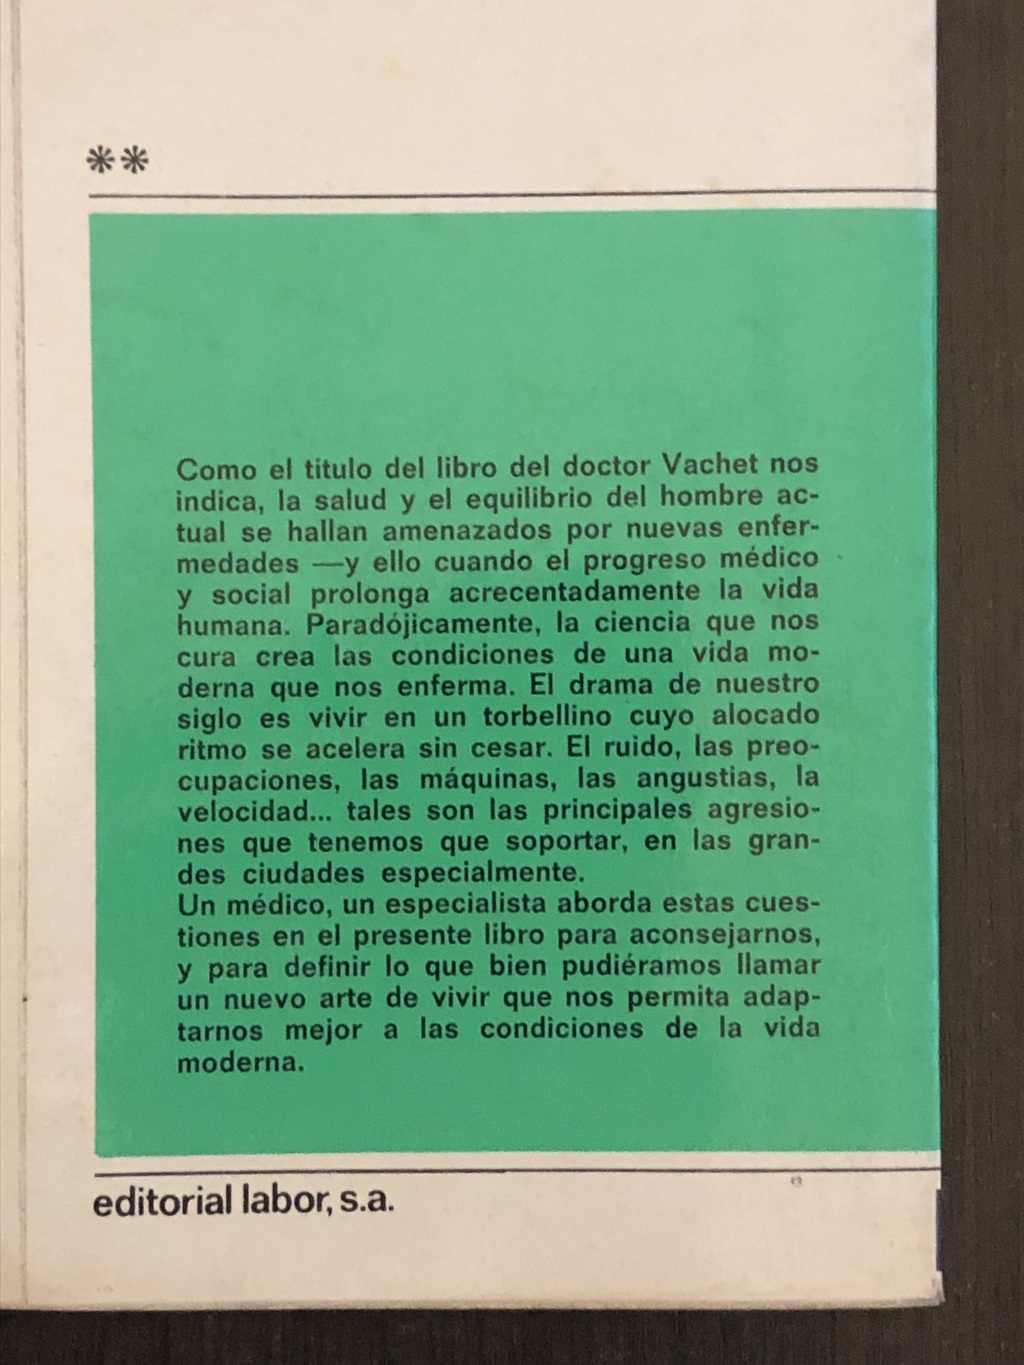 **
Como el título del libro del doctor Vachet nos
indica, la salud y el equilibrio del hombre ac-
tual se hallan amenazados por nuevas enfer-
medades —y ello cuando el progreso médico
y social prolonga acrecentadamente la vida
humana. Paradójicamente, la ciencia que nos
cura crea las condiciones de una vida mo-
derna que nos enferma. El drama de nuestro
siglo es vivir en un torbellino cuyo alocado
ritmo se acelera sin cesar. El ruido, las preo-
cupaciones, las máquinas, las angustias, la
velocidad... tales son las principales agresio-
nes que tenemos que soportar, en las gran-
des ciudades especialmente.
Un médico, un especialista aborda estas cues-
tiones en el presente libro para aconsejarnos,
y para definir lo que bien pudiéramos llamar
un nuevo arte de vivir que nos permita adap-
tarnos mejor a las condiciones de la vida
moderna.
editorial labor, s.a.